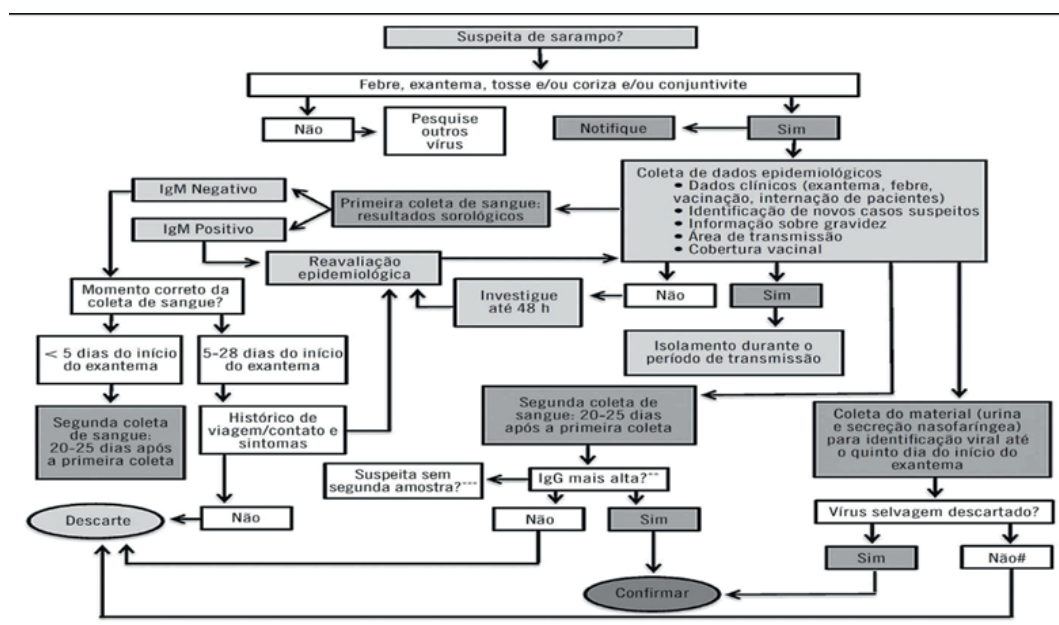 Suspeita de sarampo?
Febre, exantema, tosse e/ou coriza e/ou conjuntivite
Não
Pesquise
outros
vírus
Notifique
Sim
Coleta de dados epidemiológicos
• Dados clínicos (exantema, febre,
vacinação, internação de pacientes)
• Identificação de novos casos suspeitos
• Informação sobre gravidez
• Área de transmissão
• Cobertura vacinal
IgM Negativo
IgM Positivo
Primeira coleta de sangue:
resultados sorológicos
Reavaliação
epidemiológica
Momento correto da
coleta de sangue?
Investigue
até 48 h
Não
Sim
< 5 dias do início
do exantema
5-28 dias do início
do exantema
Isolamento durante o
período de transmissão
Segunda coleta
de sangue:
20-25 dias após
a primeira coleta
Histórico de
viagem/contato e
sintomas
Segunda coleta de
sangue: 20-25 dias
após a primeira coleta
Coleta do material (urina
e secreção nasofaríngea)
para identificação viral até
o quinto dia do início do
exantema
Suspeita sem
segunda amostra?***
IgG mais alta?**
Vírus selvagem descartado?
Descarte
Não
Não
Sim
Sim
Não#
Confirmar